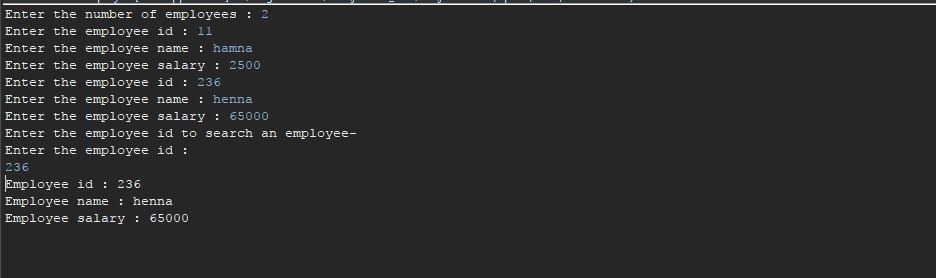 Enter the number of employees : 2
Enter the employee id : 11
Enter the employee name : hamna
Enter the employee salary : 2500
Enter the employee id : 236
Enter the employee name : henna
Enter the employee salary : 65000
Enter the employee id to search an employee-
Enter the employee id :
236
Employee id : 236
Employee name : henna
Employee salary : 65000